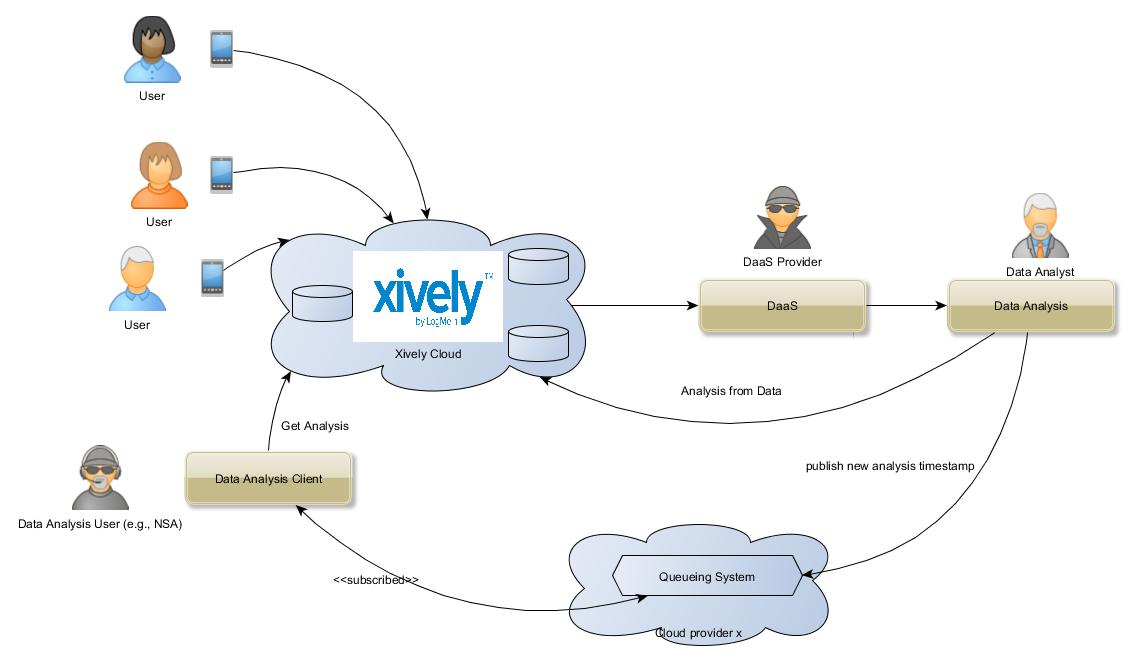 User
User
User
xively™
by LogMeIn
Xively Cloud
DaaS Provider
DaaS
Data Analyst
Data Analysis
Analysis from Data
Get Analysis
publish new analysis timestamp
Data Analysis Client
Data Analysis User (e.g., NSA)
<<subscribed>>
Queueing System
Cloud provider x